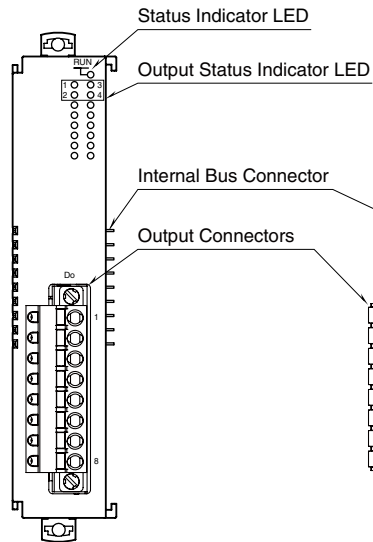 Status Indicator LED
RUN
Output Status Indicator LED
1 3
2 4
Internal Bus Connector
Output Connectors
Do
1
8